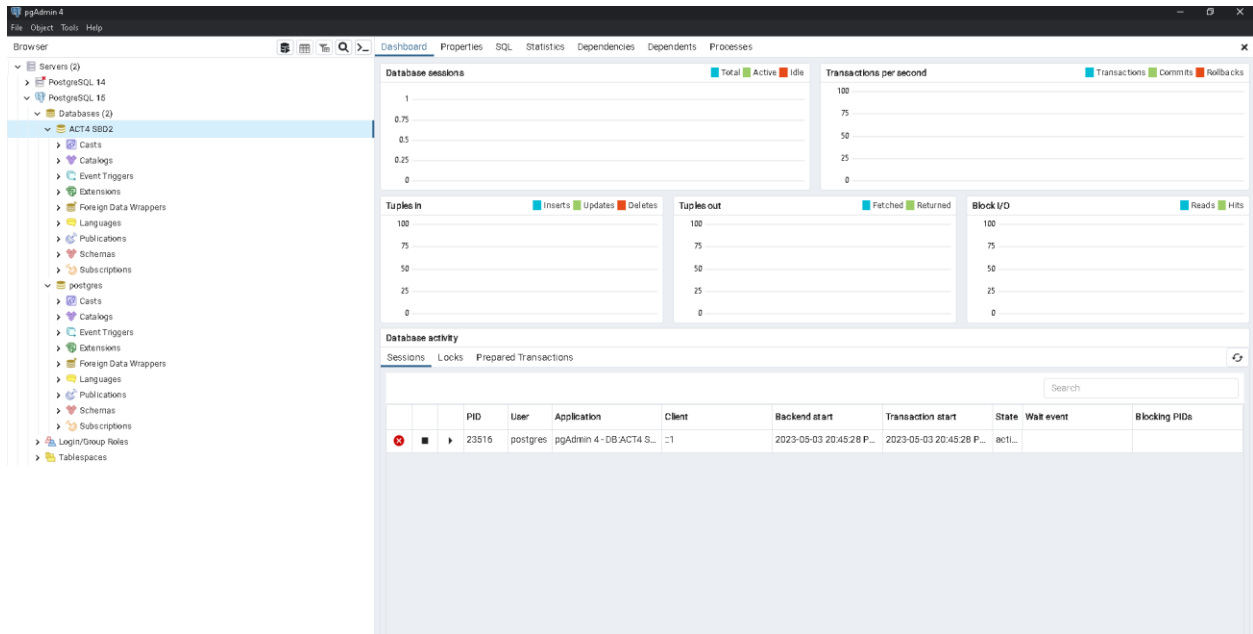 pgAdmin 4
File Object Tools Help
Browser
Servers (2)
PostgreSQL 14
PostgreSQL 15
Databases (2)
ACT4 SBD2
Casts
Catalogs
Event Triggers
Extensions
Foreign Data Wrappers
Languages
Publications
Schemas
Subscriptions
postgres
Casts
Catalogs
Event Triggers
Extensions
Foreign Data Wrappers
Languages
Publications
Schemas
Subscriptions
Login/Group Roles
Tablespaces
Dashboard Properties SQL Statistics Dependencies Dependents Processes
Database sessions Total Active Idle
1
0.75
0.5
0.25
0
Transactions per second Transactions Commits Rollbacks
100
75
50
25
0
Tuples in Inserts Updates Deletes
100
75
50
25
0
Tuples out Fetched Returned
100
75
50
25
0
Block I/O Reads Hits
100
75
50
25
0
Database activity
Sessions Locks Prepared Transactions
Search
PID User Application Client Backend start Transaction start State Wait event Blocking PIDs
23516 postgres pgAdmin 4 - DB:ACT4 S... ::1 2023-05-03 20:45:28 P... 2023-05-03 20:45:28 P... acti...